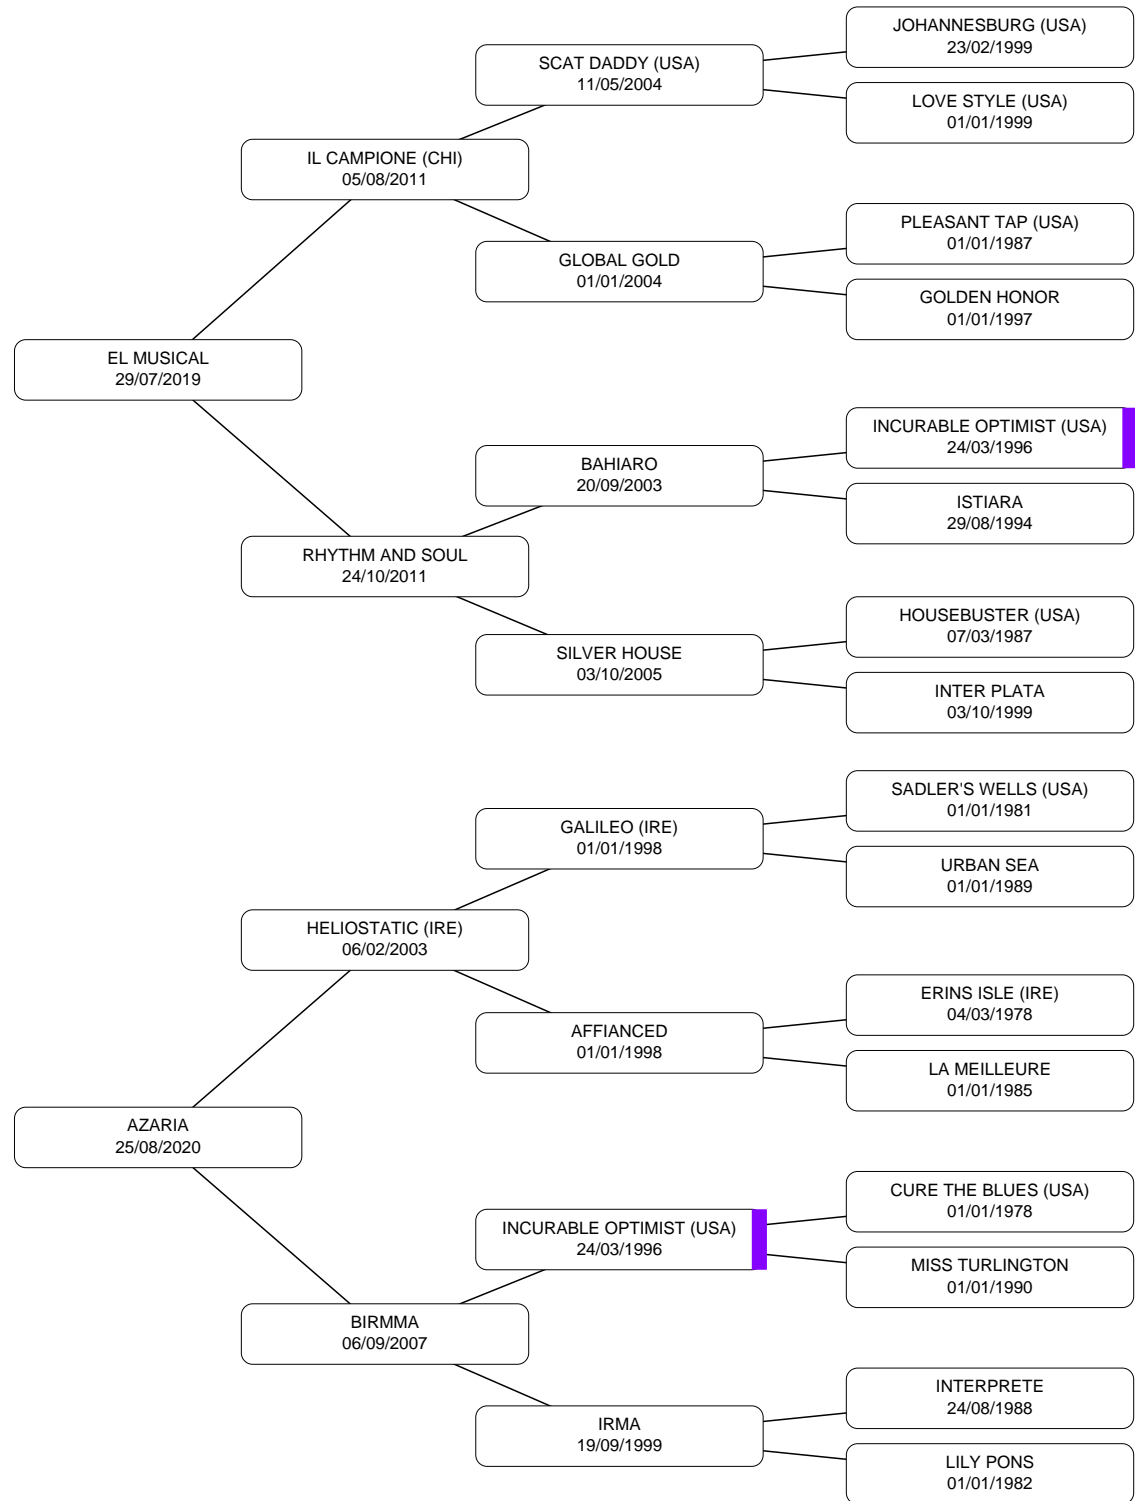 JOHANNESBURG (USA)
23/02/1999
SCAT DADDY (USA)
11/05/2004
LOVE STYLE (USA)
01/01/1999
IL CAMPIONE (CHI)
05/08/2011
PLEASANT TAP (USA)
01/01/1987
GLOBAL GOLD
01/01/2004
GOLDEN HONOR
01/01/1997
EL MUSICAL
29/07/2019
INCURABLE OPTIMIST (USA)
24/03/1996
BAHIARO
20/09/2003
ISTIARA
29/08/1994
RHYTHM AND SOUL
24/10/2011
HOUSEBUSTER (USA)
07/03/1987
SILVER HOUSE
03/10/2005
INTER PLATA
03/10/1999
SADLER'S WELLS (USA)
01/01/1981
GALILEO (IRE)
01/01/1998
URBAN SEA
01/01/1989
HELIOSTATIC (IRE)
06/02/2003
ERINS ISLE (IRE)
04/03/1978
AFFIANCED
01/01/1998
LA MEILLEURE
01/01/1985
AZARIA
25/08/2020
CURE THE BLUES (USA)
01/01/1978
INCURABLE OPTIMIST (USA)
24/03/1996
MISS TURLINGTON
01/01/1990
BIRMMA
06/09/2007
INTERPRETE
24/08/1988
IRMA
19/09/1999
LILY PONS
01/01/1982